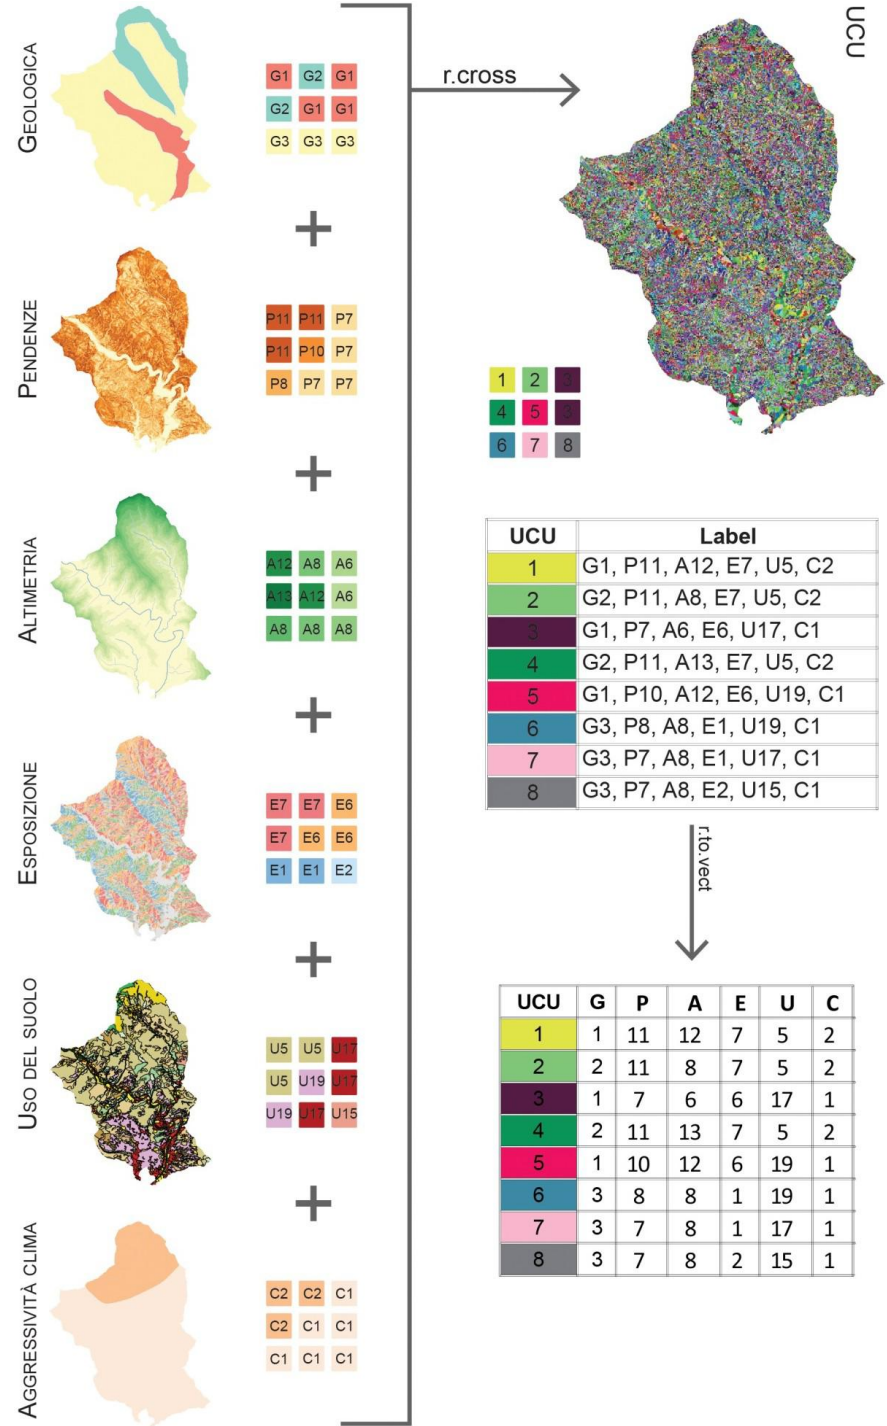 GEOLOGICA
G1 G2 G1
G2 G1 G1
G3 G3 G3
+
PENDENZE
P11 P11 P7
P11 P10 P7
P8 P7 P7
+
ALTIMETRIA
A12 A8 A6
A13 A12 A6
A8 A8 A8
+
ESPOSIZIONE
E7 E7 E6
E7 E6 E6
E1 E1 E2
+
USO DEL SUOLO
U5 U5 U17
U5 U19 U17
U19 U17 U15
+
AGGRESSIVITÀ CLIMA
C2 C2 C1
C2 C1 C1
C1 C1 C1
r.cross
UCU
1 2 3
4 5 3
6 7 8
UCU Label
1 G1, P11, A12, E7, U5, C2
2 G2, P11, A8, E7, U5, C2
3 G1, P7, A6, E6, U17, C1
4 G2, P11, A13, E7, U5, C2
5 G1, P10, A12, E6, U19, C1
6 G3, P8, A8, E1, U19, C1
7 G3, P7, A8, E1, U17, C1
8 G3, P7, A8, E2, U15, C1
r.to.vect
UCU G P A E U C
1 1 11 12 7 5 2
2 2 11 8 7 5 2
3 1 7 6 6 17 1
4 2 11 13 7 5 2
5 1 10 12 6 19 1
6 3 8 8 1 19 1
7 3 7 8 1 17 1
8 3 7 8 2 15 1